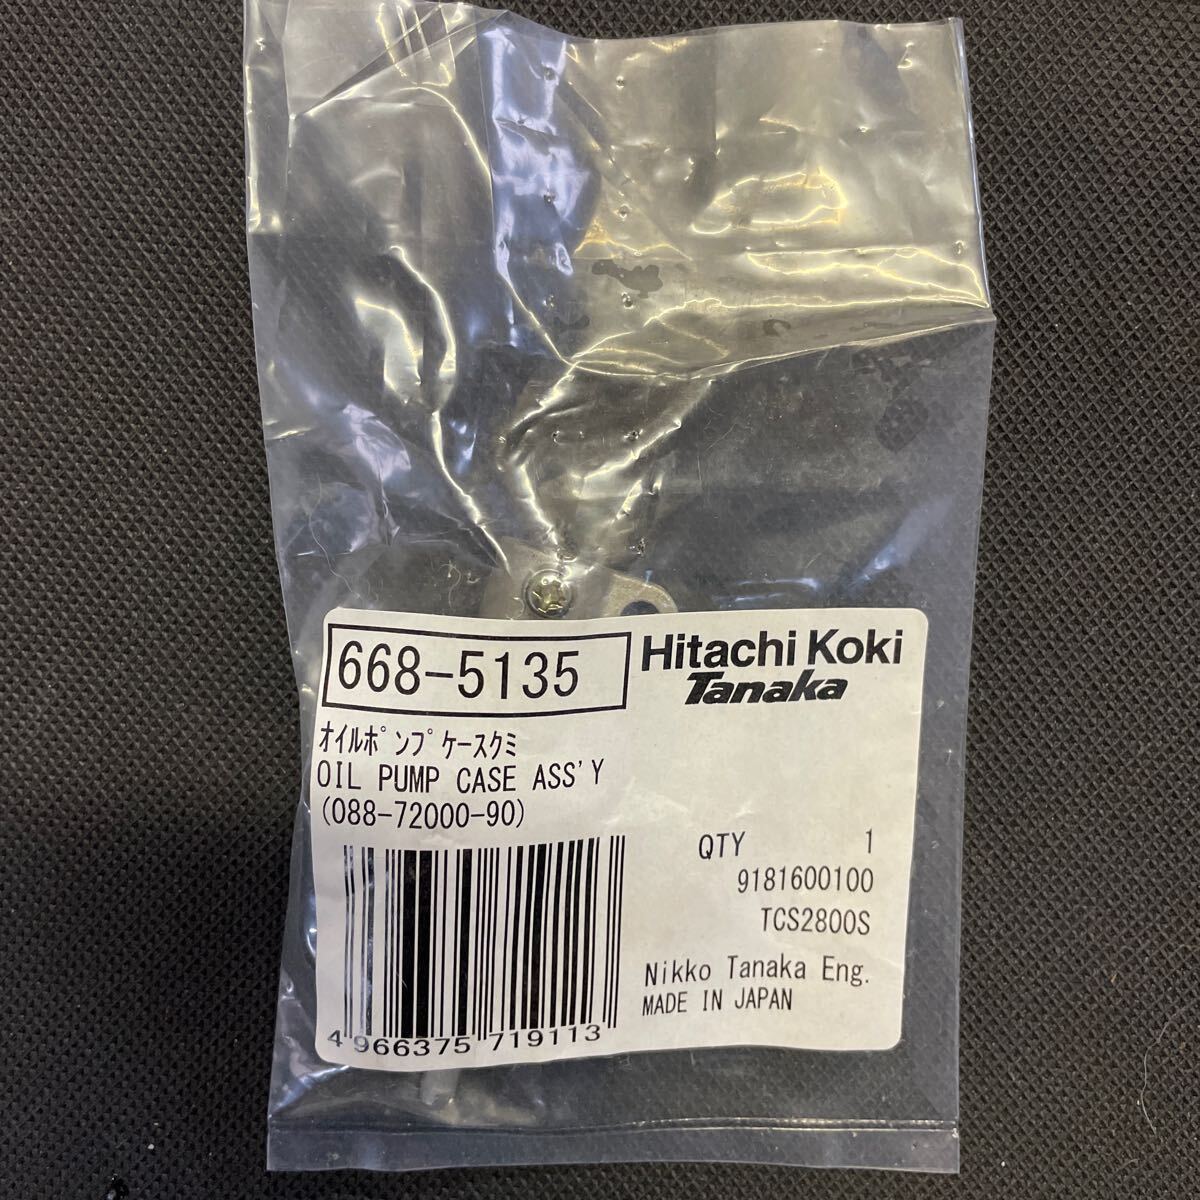 668-5135
Hitachi Koki
Tanaka
ｵｲﾙﾎﾟﾝﾌﾟｹｰｽｸﾐ
OIL PUMP CASE ASS'Y
(088-72000-90)
QTY 1
9181600100
TCS2800S
Nikko Tanaka Eng.
MADE IN JAPAN
4 966375 719113